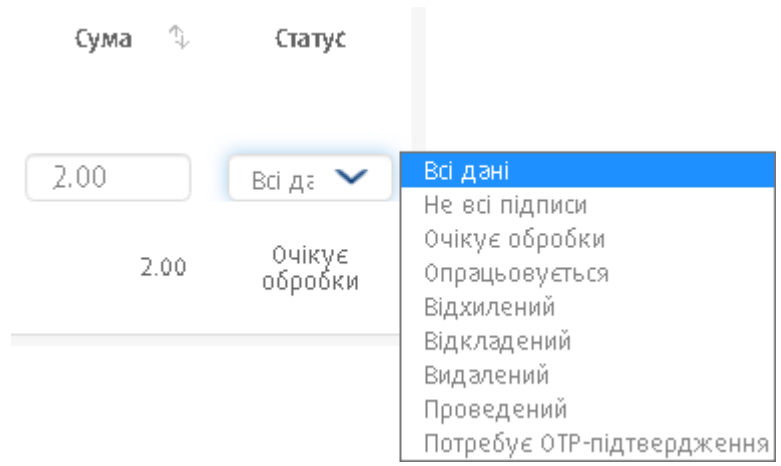 Сума Статус
2.00 Всі да
2.00 Очікує
обробки
Всі дані
Не всі підписи
Очікує обробки
Опрацьовується
Відхилений
Відкладений
Видалений
Проведений
Потребує ОТР-підтвердження